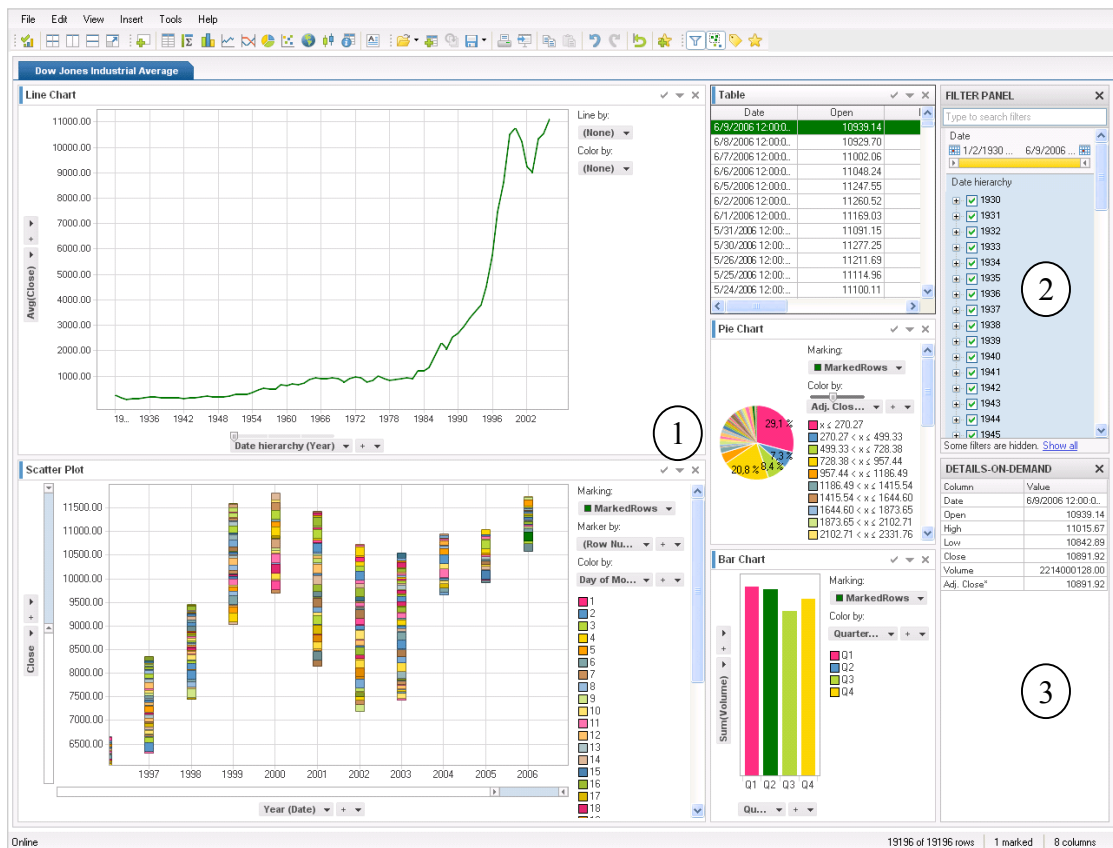 File Edit View Insert Tools Help
Dow Jones Industrial Average
Line Chart
11000.00
10000.00
9000.00
8000.00
7000.00
6000.00
5000.00
4000.00
3000.00
2000.00
1000.00
Avg(Close)
19... 1936 1942 1948 1954 1960 1966 1972 1978 1984 1990 1996 2002
Date hierarchy (Year)
Line by:
(None)
Color by:
(None)
1
Scatter Plot
11500.00
11000.00
10500.00
10000.00
9500.00
9000.00
8500.00
8000.00
7500.00
7000.00
6500.00
Close
1997 1998 1999 2000 2001 2002 2003 2004 2005 2006
Year (Date)
Marking:
MarkedRows
Marker by:
(Row Nu...
Color by:
Day of Mo...
1
2
3
4
5
6
7
8
9
10
11
12
13
14
15
16
17
18
Table
Date Open
6/9/2006 12:00:0.. 10939.14
6/8/2006 12:00:0.. 10929.70
6/7/2006 12:00:0.. 11002.06
6/6/2006 12:00:0.. 11048.24
6/5/2006 12:00:0.. 11247.55
6/2/2006 12:00:0.. 11260.52
6/1/2006 12:00:0.. 11169.03
5/31/2006 12:00:... 11091.15
5/30/2006 12:00:... 11277.25
5/26/2006 12:00:... 11211.69
5/25/2006 12:00:... 11114.96
5/24/2006 12:00:... 11100.11
Pie Chart
29,1 %
7,3 %
8,4 %
20,8 %
Marking:
MarkedRows
Color by:
Adj. Clos...
x ≤ 270.27
270.27 < x ≤ 499.33
499.33 < x ≤ 728.38
728.38 < x ≤ 957.44
957.44 < x ≤ 1186.49
1186.49 < x ≤ 1415.54
1415.54 < x ≤ 1644.60
1644.60 < x ≤ 1873.65
1873.65 < x ≤ 2102.71
2102.71 < x ≤ 2331.76
Bar Chart
Sum(Volume)
Q1 Q2 Q3 Q4
Qu...
Marking:
MarkedRows
Color by:
Quarter...
Q1
Q2
Q3
Q4
FILTER PANEL
Type to search filters
Date
1/2/1930 ... 6/9/2006 ...
Date hierarchy
1930
1931
1932
1933
1934
1935
1936
1937
1938
1939
1940
1941
1942
1943
1944
1945
2
Some filters are hidden. Show all
DETAILS-ON-DEMAND
Column Value
Date 6/9/2006 12:00:0...
Open 10939.14
High 11015.67
Low 10842.89
Close 10891.92
Volume 2214000128.00
Adj. Close* 10891.92
3
Online
19196 of 19196 rows 1 marked 8 columns